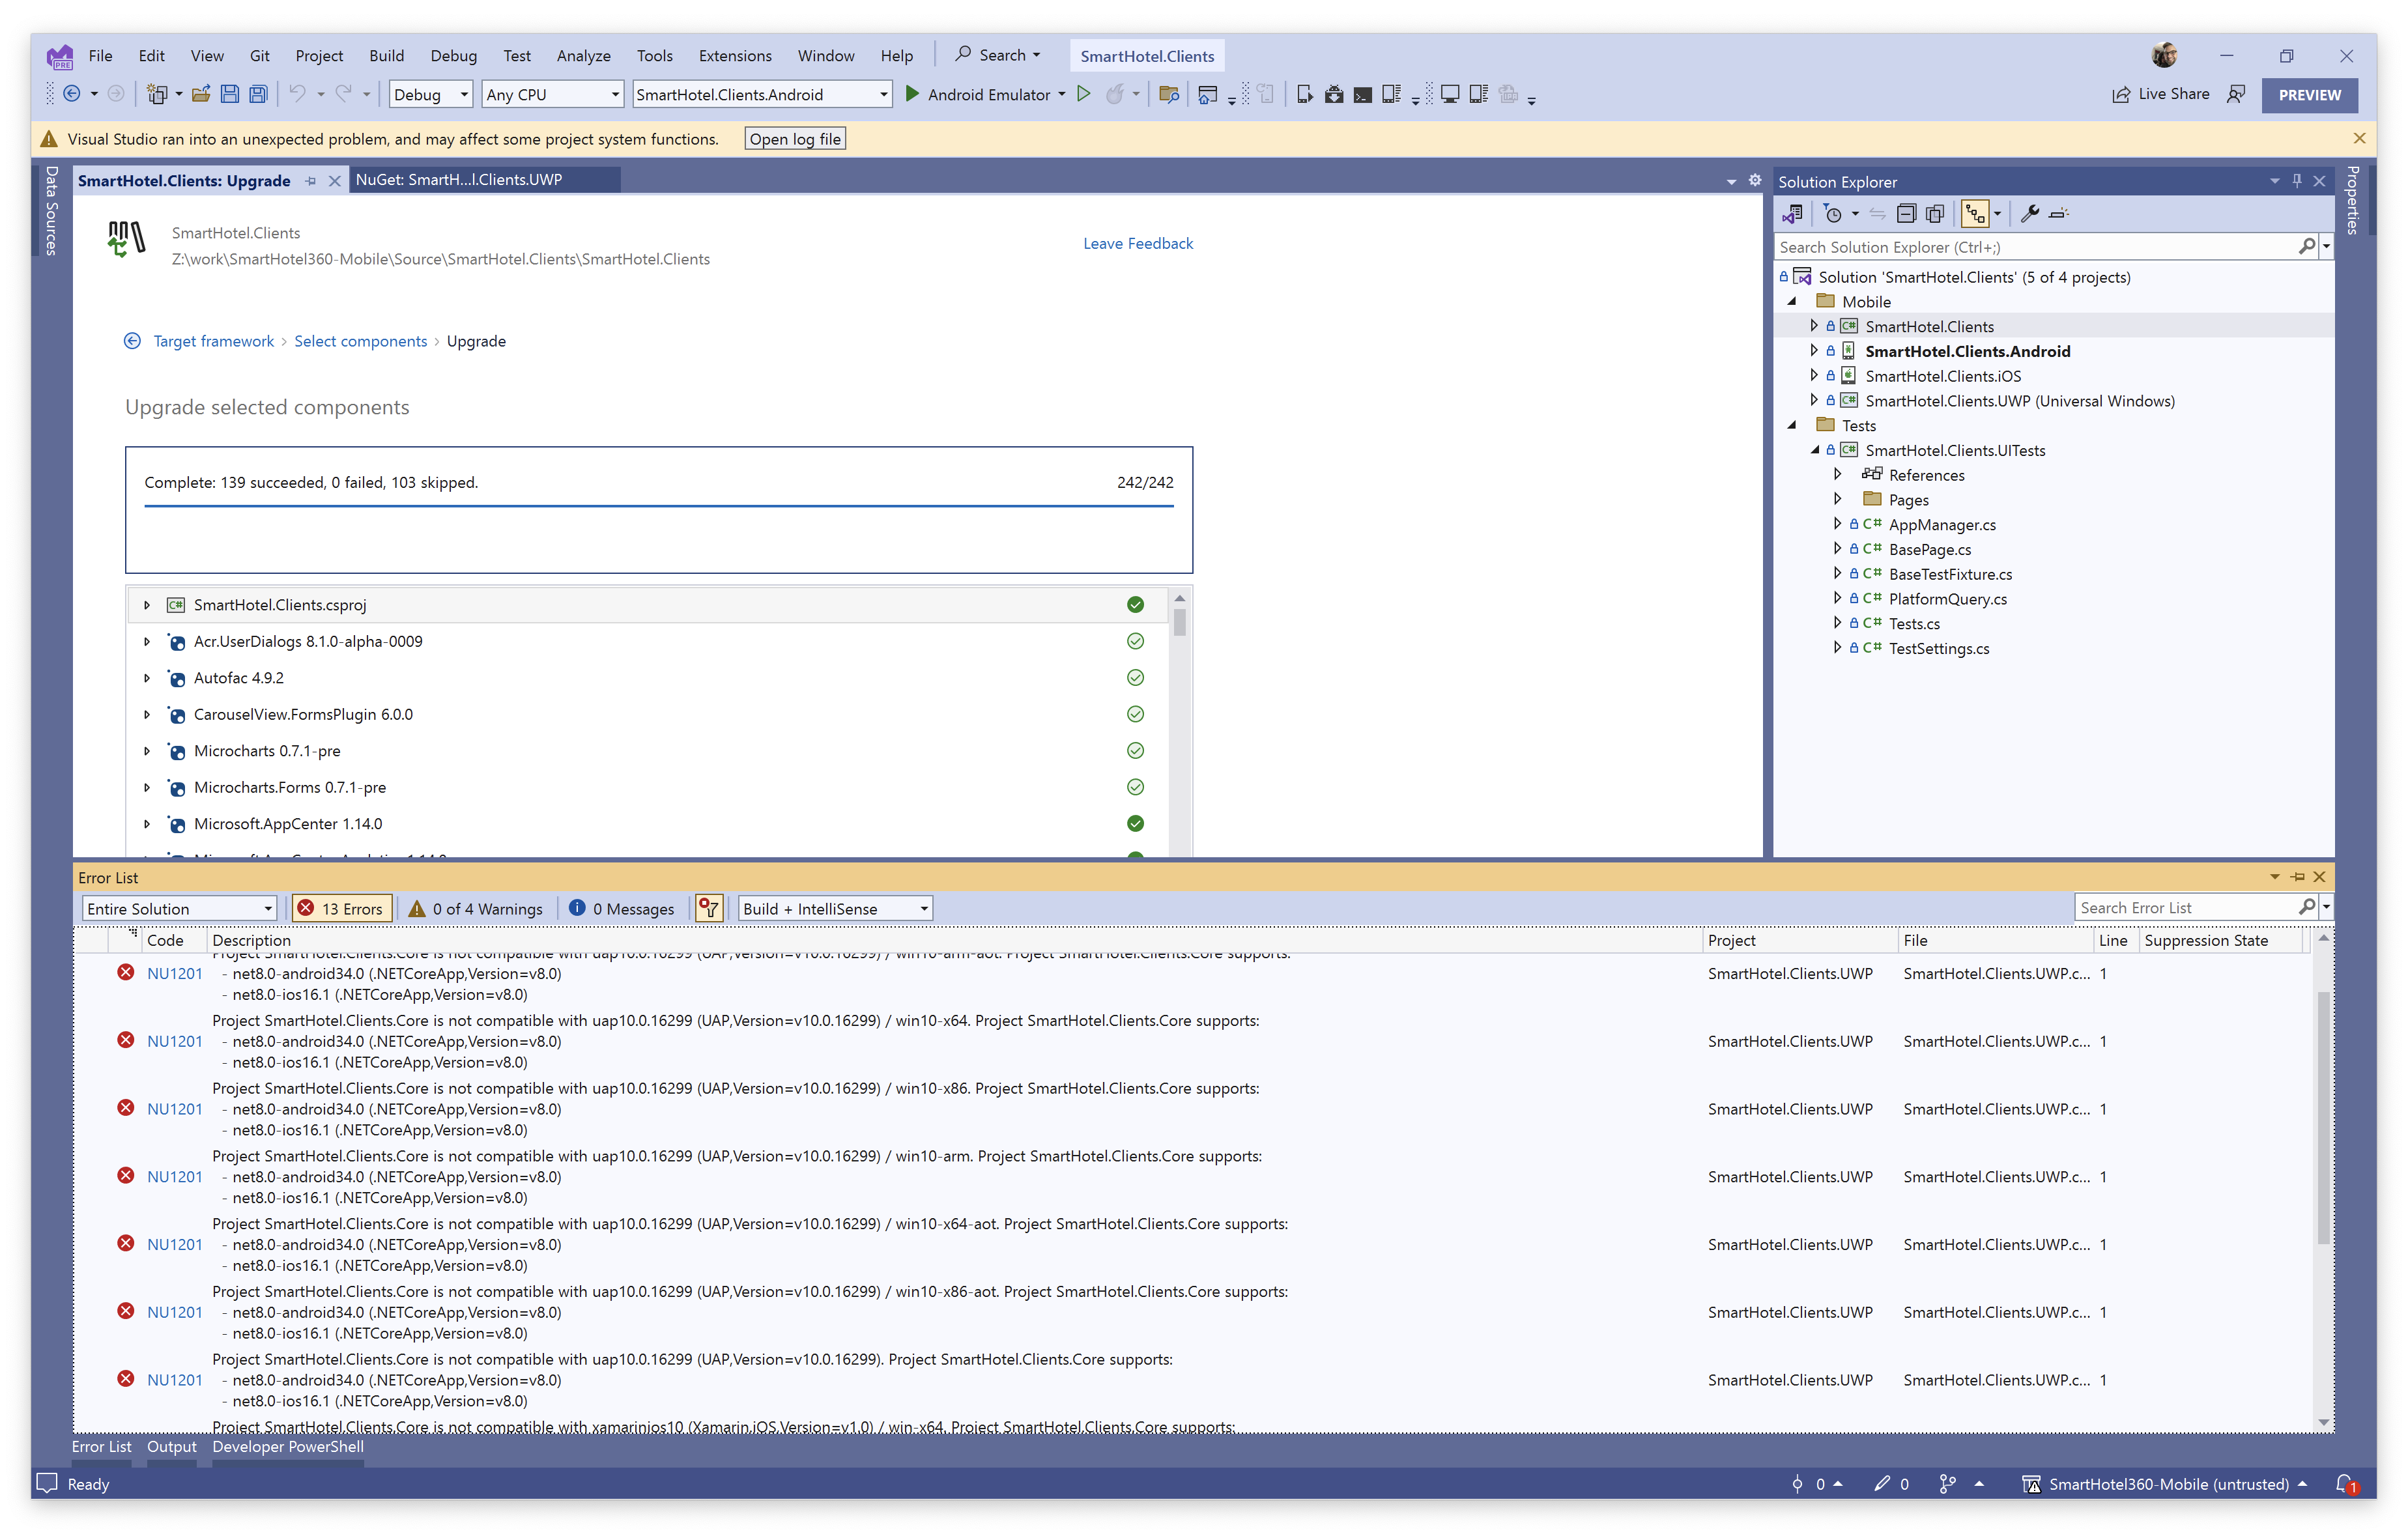 File Edit View Git Project Build Debug Test Analyze Tools Extensions Window Help Search SmartHotel.Clients
PRE
Debug Any CPU SmartHotel.Clients.Android Android Emulator Live Share PREVIEW
Visual Studio ran into an unexpected problem, and may affect some project system functions. Open log file
Data Sources
SmartHotel.Clients: Upgrade NuGet: SmartH...l.Clients.UWP
SmartHotel.Clients
Z:\work\SmartHotel360-Mobile\Source\SmartHotel.Clients\SmartHotel.Clients
Leave Feedback
Target framework > Select components > Upgrade
Upgrade selected components
Complete: 139 succeeded, 0 failed, 103 skipped. 242/242
C# SmartHotel.Clients.csproj
Acr.UserDialogs 8.1.0-alpha-0009
Autofac 4.9.2
CarouselView.FormsPlugin 6.0.0
Microcharts 0.7.1-pre
Microcharts.Forms 0.7.1-pre
Microsoft.AppCenter 1.14.0
Solution Explorer
Search Solution Explorer (Ctrl+;)
Solution 'SmartHotel.Clients' (5 of 4 projects)
Mobile
C# SmartHotel.Clients
SmartHotel.Clients.Android
SmartHotel.Clients.iOS
C# SmartHotel.Clients.UWP (Universal Windows)
Tests
C# SmartHotel.Clients.UITests
References
Pages
C# AppManager.cs
C# BasePage.cs
C# BaseTestFixture.cs
C# PlatformQuery.cs
C# Tests.cs
C# TestSettings.cs
Properties
Error List
Entire Solution 13 Errors 0 of 4 Warnings 0 Messages Build + IntelliSense Search Error List
Code Description Project File Line Suppression State
Project SmartHotel.Clients.Core is not compatible with uap10.0.16299 (UAP,Version=v10.0.16299) / win10-arm-aot. Project SmartHotel.Clients.Core supports:
NU1201 - net8.0-android34.0 (.NETCoreApp,Version=v8.0) SmartHotel.Clients.UWP SmartHotel.Clients.UWP.c... 1
- net8.0-ios16.1 (.NETCoreApp,Version=v8.0)
Project SmartHotel.Clients.Core is not compatible with uap10.0.16299 (UAP,Version=v10.0.16299) / win10-x64. Project SmartHotel.Clients.Core supports:
NU1201 - net8.0-android34.0 (.NETCoreApp,Version=v8.0) SmartHotel.Clients.UWP SmartHotel.Clients.UWP.c... 1
- net8.0-ios16.1 (.NETCoreApp,Version=v8.0)
Project SmartHotel.Clients.Core is not compatible with uap10.0.16299 (UAP,Version=v10.0.16299) / win10-x86. Project SmartHotel.Clients.Core supports:
NU1201 - net8.0-android34.0 (.NETCoreApp,Version=v8.0) SmartHotel.Clients.UWP SmartHotel.Clients.UWP.c... 1
- net8.0-ios16.1 (.NETCoreApp,Version=v8.0)
Project SmartHotel.Clients.Core is not compatible with uap10.0.16299 (UAP,Version=v10.0.16299) / win10-arm. Project SmartHotel.Clients.Core supports:
NU1201 - net8.0-android34.0 (.NETCoreApp,Version=v8.0) SmartHotel.Clients.UWP SmartHotel.Clients.UWP.c... 1
- net8.0-ios16.1 (.NETCoreApp,Version=v8.0)
Project SmartHotel.Clients.Core is not compatible with uap10.0.16299 (UAP,Version=v10.0.16299) / win10-x64-aot. Project SmartHotel.Clients.Core supports:
NU1201 - net8.0-android34.0 (.NETCoreApp,Version=v8.0) SmartHotel.Clients.UWP SmartHotel.Clients.UWP.c... 1
- net8.0-ios16.1 (.NETCoreApp,Version=v8.0)
Project SmartHotel.Clients.Core is not compatible with uap10.0.16299 (UAP,Version=v10.0.16299) / win10-x86-aot. Project SmartHotel.Clients.Core supports:
NU1201 - net8.0-android34.0 (.NETCoreApp,Version=v8.0) SmartHotel.Clients.UWP SmartHotel.Clients.UWP.c... 1
- net8.0-ios16.1 (.NETCoreApp,Version=v8.0)
Project SmartHotel.Clients.Core is not compatible with uap10.0.16299 (UAP,Version=v10.0.16299). Project SmartHotel.Clients.Core supports:
NU1201 - net8.0-android34.0 (.NETCoreApp,Version=v8.0) SmartHotel.Clients.UWP SmartHotel.Clients.UWP.c... 1
- net8.0-ios16.1 (.NETCoreApp,Version=v8.0)
Project SmartHotel.Clients.Core is not compatible with xamarinios10 (Xamarin.iOS,Version=v1.0) / win-x64. Project SmartHotel.Clients.Core supports:
Error List Output Developer PowerShell
Ready 0 0 SmartHotel360-Mobile (untrusted) 1